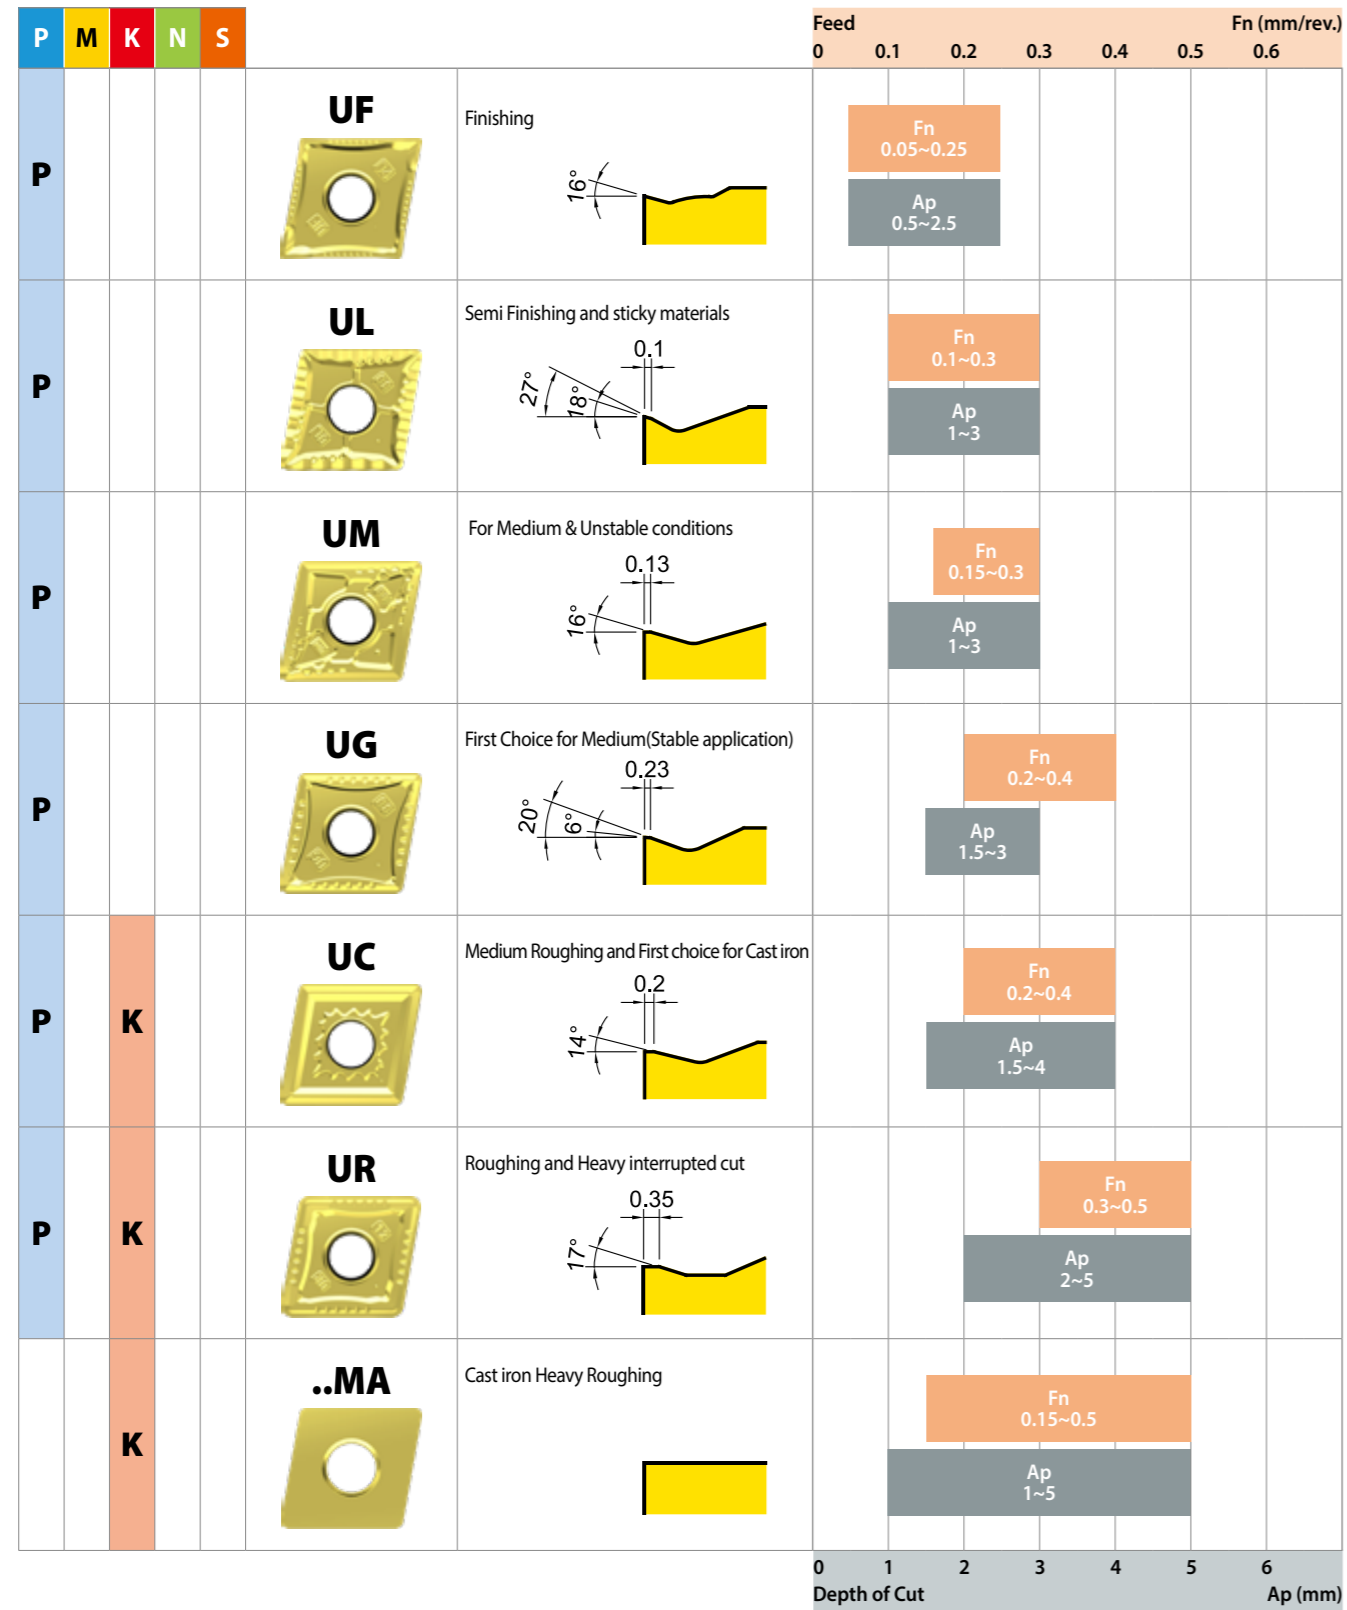 P M K N S
Feed Fn (mm/rev.)
0 0.1 0.2 0.3 0.4 0.5 0.6
P
UF
Finishing
16°
Fn
0.05~0.25
Ap
0.5~2.5
P
UL
Semi Finishing and sticky materials
0.1
27°
18°
Fn
0.1~0.3
Ap
1~3
P
UM
For Medium & Unstable conditions
0.13
16°
Fn
0.15~0.3
Ap
1~3
P
UG
First Choice for Medium(Stable application)
0.23
20°
6°
Fn
0.2~0.4
Ap
1.5~3
P K
UC
Medium Roughing and First choice for Cast iron
0.2
14°
Fn
0.2~0.4
Ap
1.5~4
P K
UR
Roughing and Heavy interrupted cut
0.35
17°
Fn
0.3~0.5
Ap
2~5
K
..MA
Cast iron Heavy Roughing
Fn
0.15~0.5
Ap
1~5
0 1 2 3 4 5 6
Depth of Cut Ap (mm)